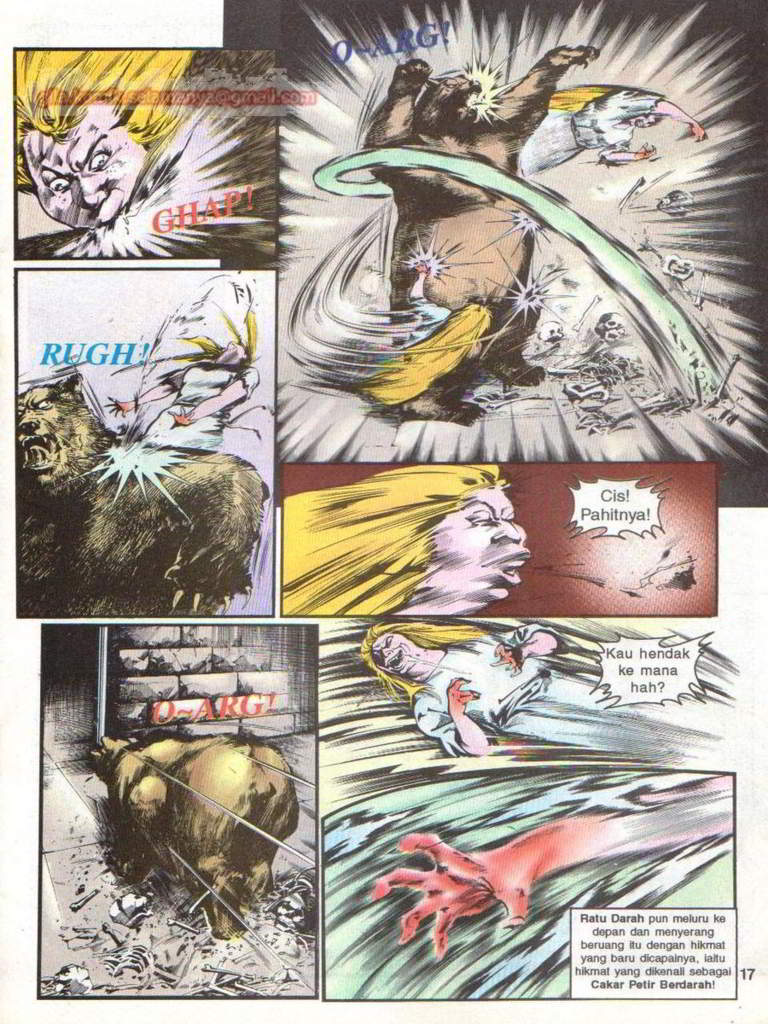 GHAP!
O~ARG!
RUGH!
Cis!
Pahitnya!
O~ARG!
Kau hendak
ke mana
hah?
Ratu Darah pun meluru ke
depan dan menyerang
beruang itu dengan hikmat
yang baru dicapainya, iaitu
hikmat yang dikenali sebagai
Cakar Petir Berdarah!
17